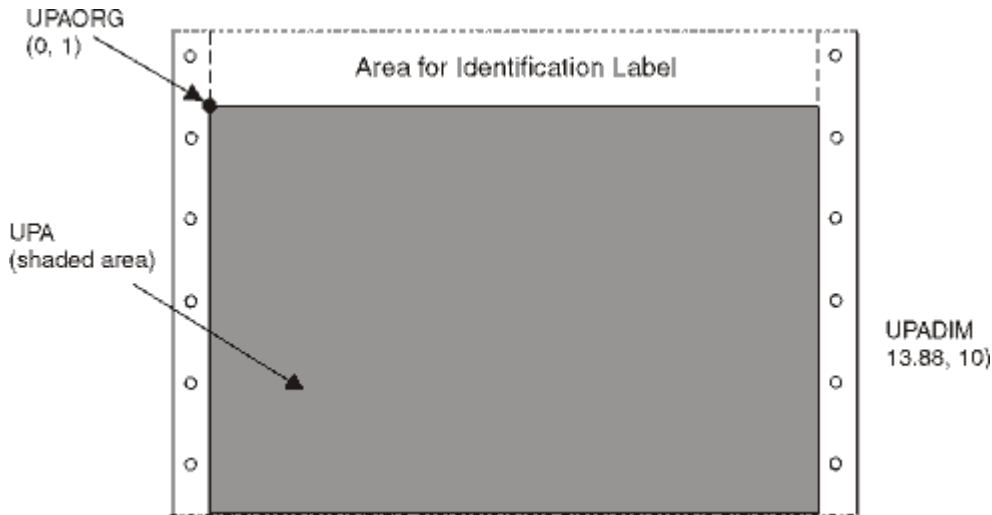 UPAORG
(0, 1)
Area for Identification Label
UPA
(shaded area)
UPADIM
13.88, 10)